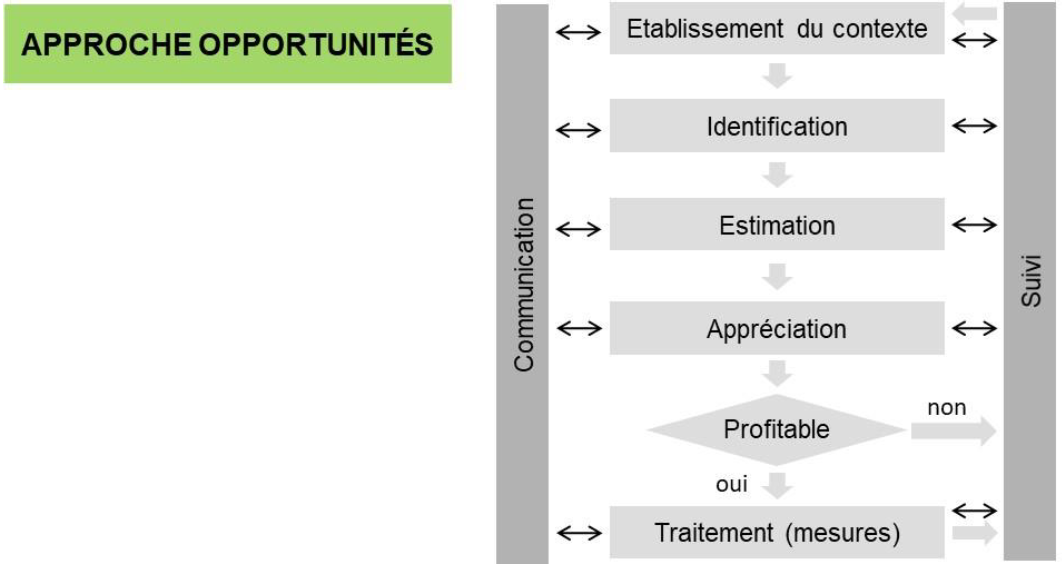 APPROCHE OPPORTUNITÉS
Etablissement du contexte
Identification
Estimation
Appréciation
Profitable
non
oui
Traitement (mesures)
Communication
Suivi